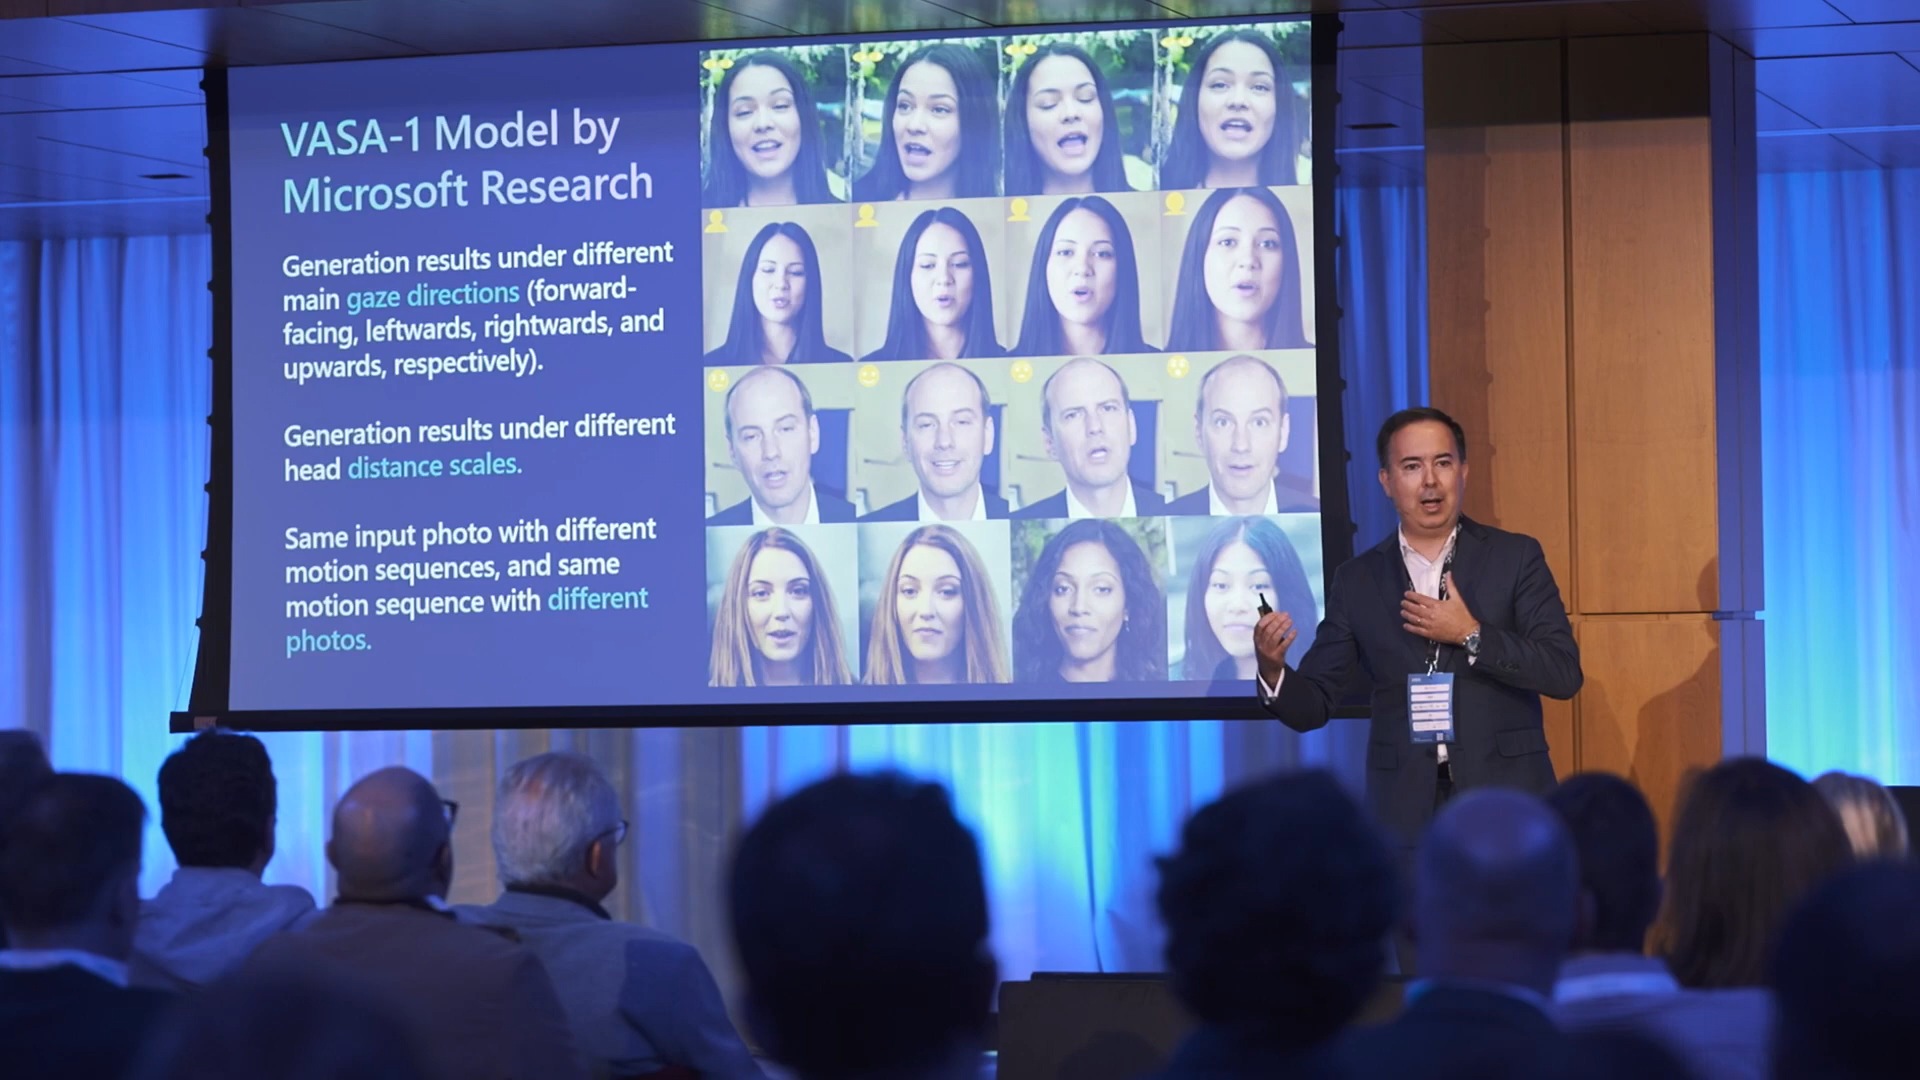 VASA-1 Model by
Microsoft Research
Generation results under different
main gaze directions (forward-
facing, leftwards, rightwards, and
upwards, respectively).
Generation results under different
head distance scales.
Same input photo with different
motion sequences, and same
motion sequence with different
photos.